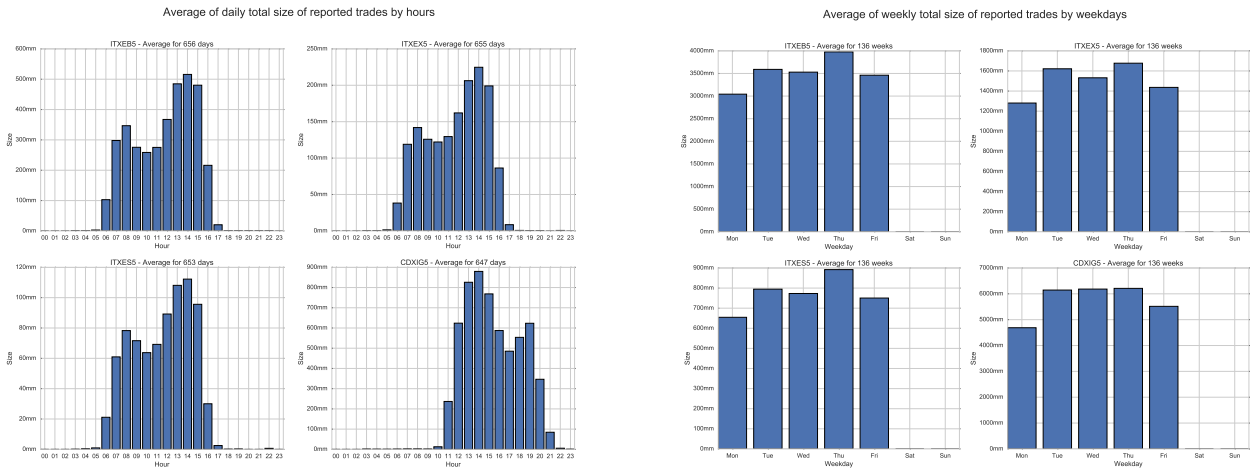 Average of daily total size of reported trades by hours
ITXEB5 - Average for 656 days
600mm
500mm
400mm
300mm
200mm
100mm
0mm
Size
00 01 02 03 04 05 06 07 08 09 10 11 12 13 14 15 16 17 18 19 20 21 22 23
Hour
ITXEX5 - Average for 655 days
250mm
200mm
150mm
100mm
50mm
0mm
Size
00 01 02 03 04 05 06 07 08 09 10 11 12 13 14 15 16 17 18 19 20 21 22 23
Hour
ITXES5 - Average for 653 days
120mm
100mm
80mm
60mm
40mm
20mm
0mm
Size
00 01 02 03 04 05 06 07 08 09 10 11 12 13 14 15 16 17 18 19 20 21 22 23
Hour
CDXIG5 - Average for 647 days
900mm
800mm
700mm
600mm
500mm
400mm
300mm
200mm
100mm
0mm
Size
00 01 02 03 04 05 06 07 08 09 10 11 12 13 14 15 16 17 18 19 20 21 22 23
Hour
Average of weekly total size of reported trades by weekdays
ITXEB5 - Average for 136 weeks
4000mm
3500mm
3000mm
2500mm
2000mm
1500mm
1000mm
500mm
0mm
Size
Mon Tue Wed Thu Fri Sat Sun
Weekday
ITXEX5 - Average for 136 weeks
1800mm
1600mm
1400mm
1200mm
1000mm
800mm
600mm
400mm
200mm
0mm
Size
Mon Tue Wed Thu Fri Sat Sun
Weekday
ITXES5 - Average for 136 weeks
900mm
800mm
700mm
600mm
500mm
400mm
300mm
200mm
100mm
0mm
Size
Mon Tue Wed Thu Fri Sat Sun
Weekday
CDXIG5 - Average for 136 weeks
7000mm
6000mm
5000mm
4000mm
3000mm
2000mm
1000mm
0mm
Size
Mon Tue Wed Thu Fri Sat Sun
Weekday